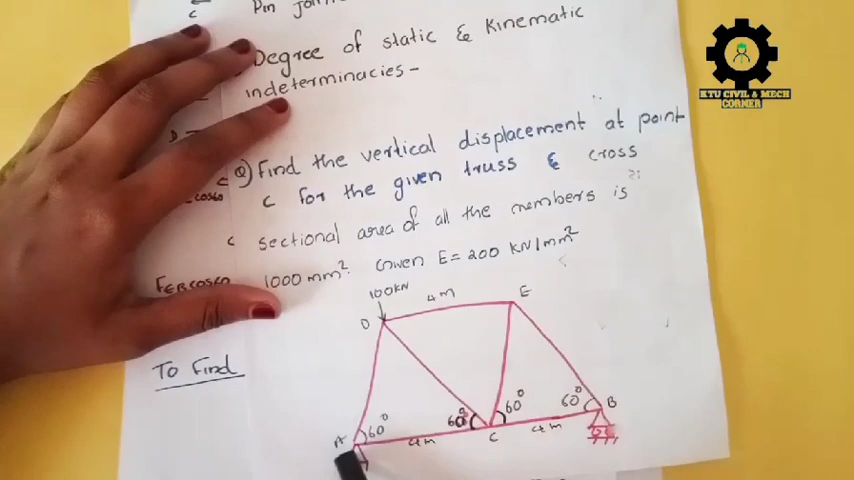 c
Pin
Degree of static & kinematic
indeterminacies -
KTU CIVIL & MECH
CORNER
Q) Find the vertical displacement at point
c for the given truss & cross
sectional area of all the members is
1000 mm². Given E = 200 KN/mm²
c
cos60
c
FEBCOS60
To Find
100KN
4m
D
E
A
60°
60°
60°
60°
B
4m
C
4m